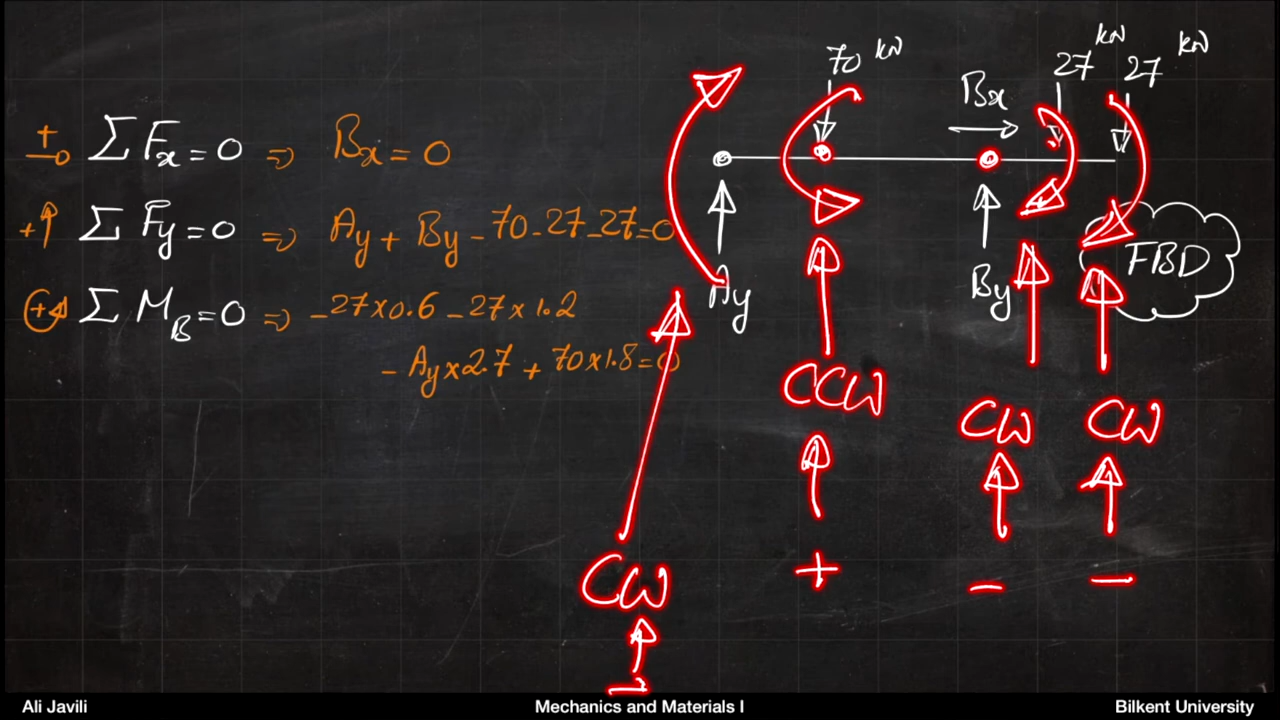 70 kN
27 kN
27 kN
Bx
+ ΣFx = 0 ⇒ Bx = 0
+↑ ΣFy = 0 ⇒ Ay + By - 70 - 27 - 27 = 0
+ ΣM_B = 0 ⇒ -27×0.6 - 27×1.2
- Ay×2.7 + 70×1.8 = 0
Ay
By
FBD
CCW
CW
CW
+
-
-
CW
-
Ali Javili
Mechanics and Materials I
Bilkent University